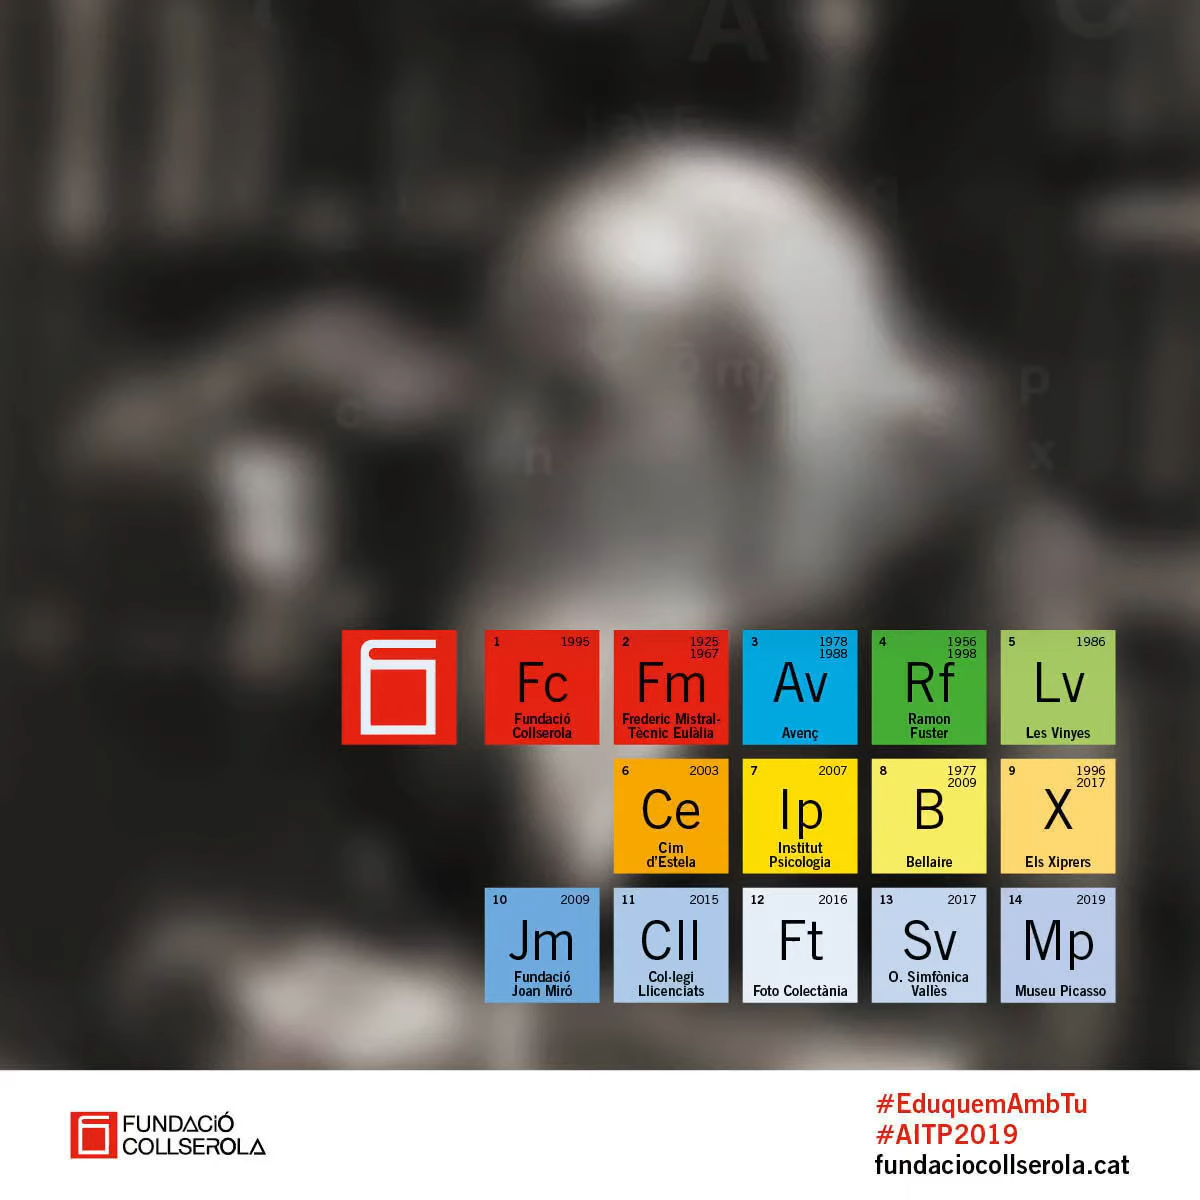 A
o
q
ö my
p
a
s
n
x
1 1995
Fc
Fundació
Collserola
2 1925
1967
Fm
Frederic Mistral-
Tècnic Eulàlia
3 1978
1988
Av
Avenç
4 1956
1998
Rf
Ramon
Fuster
5 1986
Lv
Les Vinyes
6 2003
Ce
Cim
d'Estela
7 2007
Ip
Institut
Psicologia
8 1977
2009
B
Bellaire
9 1996
2017
X
Els Xiprers
10 2009
Jm
Fundació
Joan Miró
11 2015
Cll
Col·legi
Llicenciats
12 2016
Ft
Foto Colectània
13 2017
Sv
O. Simfònica
Vallès
14 2019
Mp
Museu Picasso
FUNDACIÓ
COLLSEROLA
#EduquemAmbTu
#AITP2019
fundaciocollserola.cat